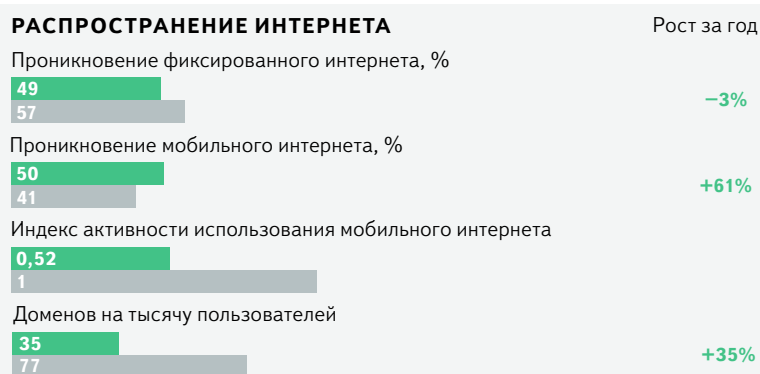 РАСПРОСТРАНЕНИЕ ИНТЕРНЕТА Рост за год
Проникновение фиксированного интернета, %
49
57
−3%
Проникновение мобильного интернета, %
50
41
+61%
Индекс активности использования мобильного интернета
0,52
1
Доменов на тысячу пользователей
35
77
+35%